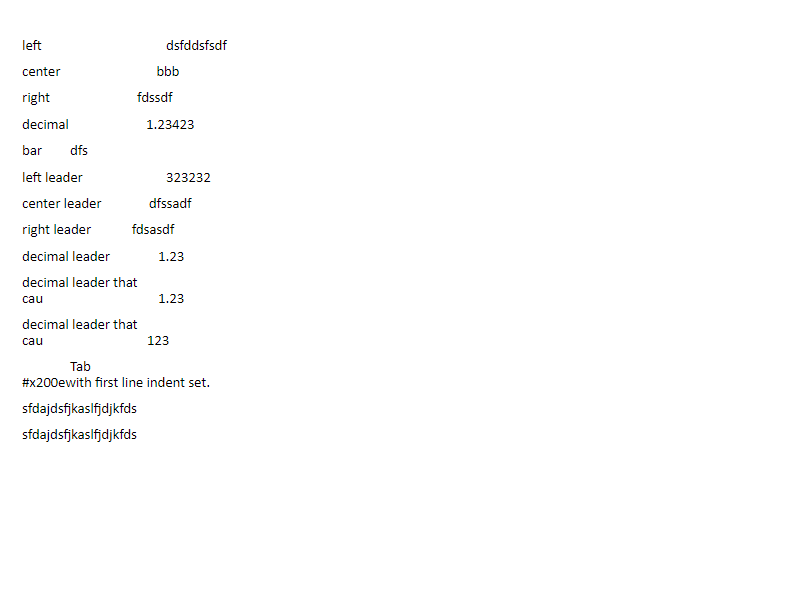 left dsfddsfsdf
center bbb
right fdssdf
decimal 1.23423
bar dfs
left leader 323232
center leader dfssadf
right leader fdsasdf
decimal leader 1.23
decimal leader that
cau 1.23
decimal leader that
cau 123
Tab
#x200ewith first line indent set.
sfdajdsfjkaslfjdjkfds
sfdajdsfjkaslfjdjkfds